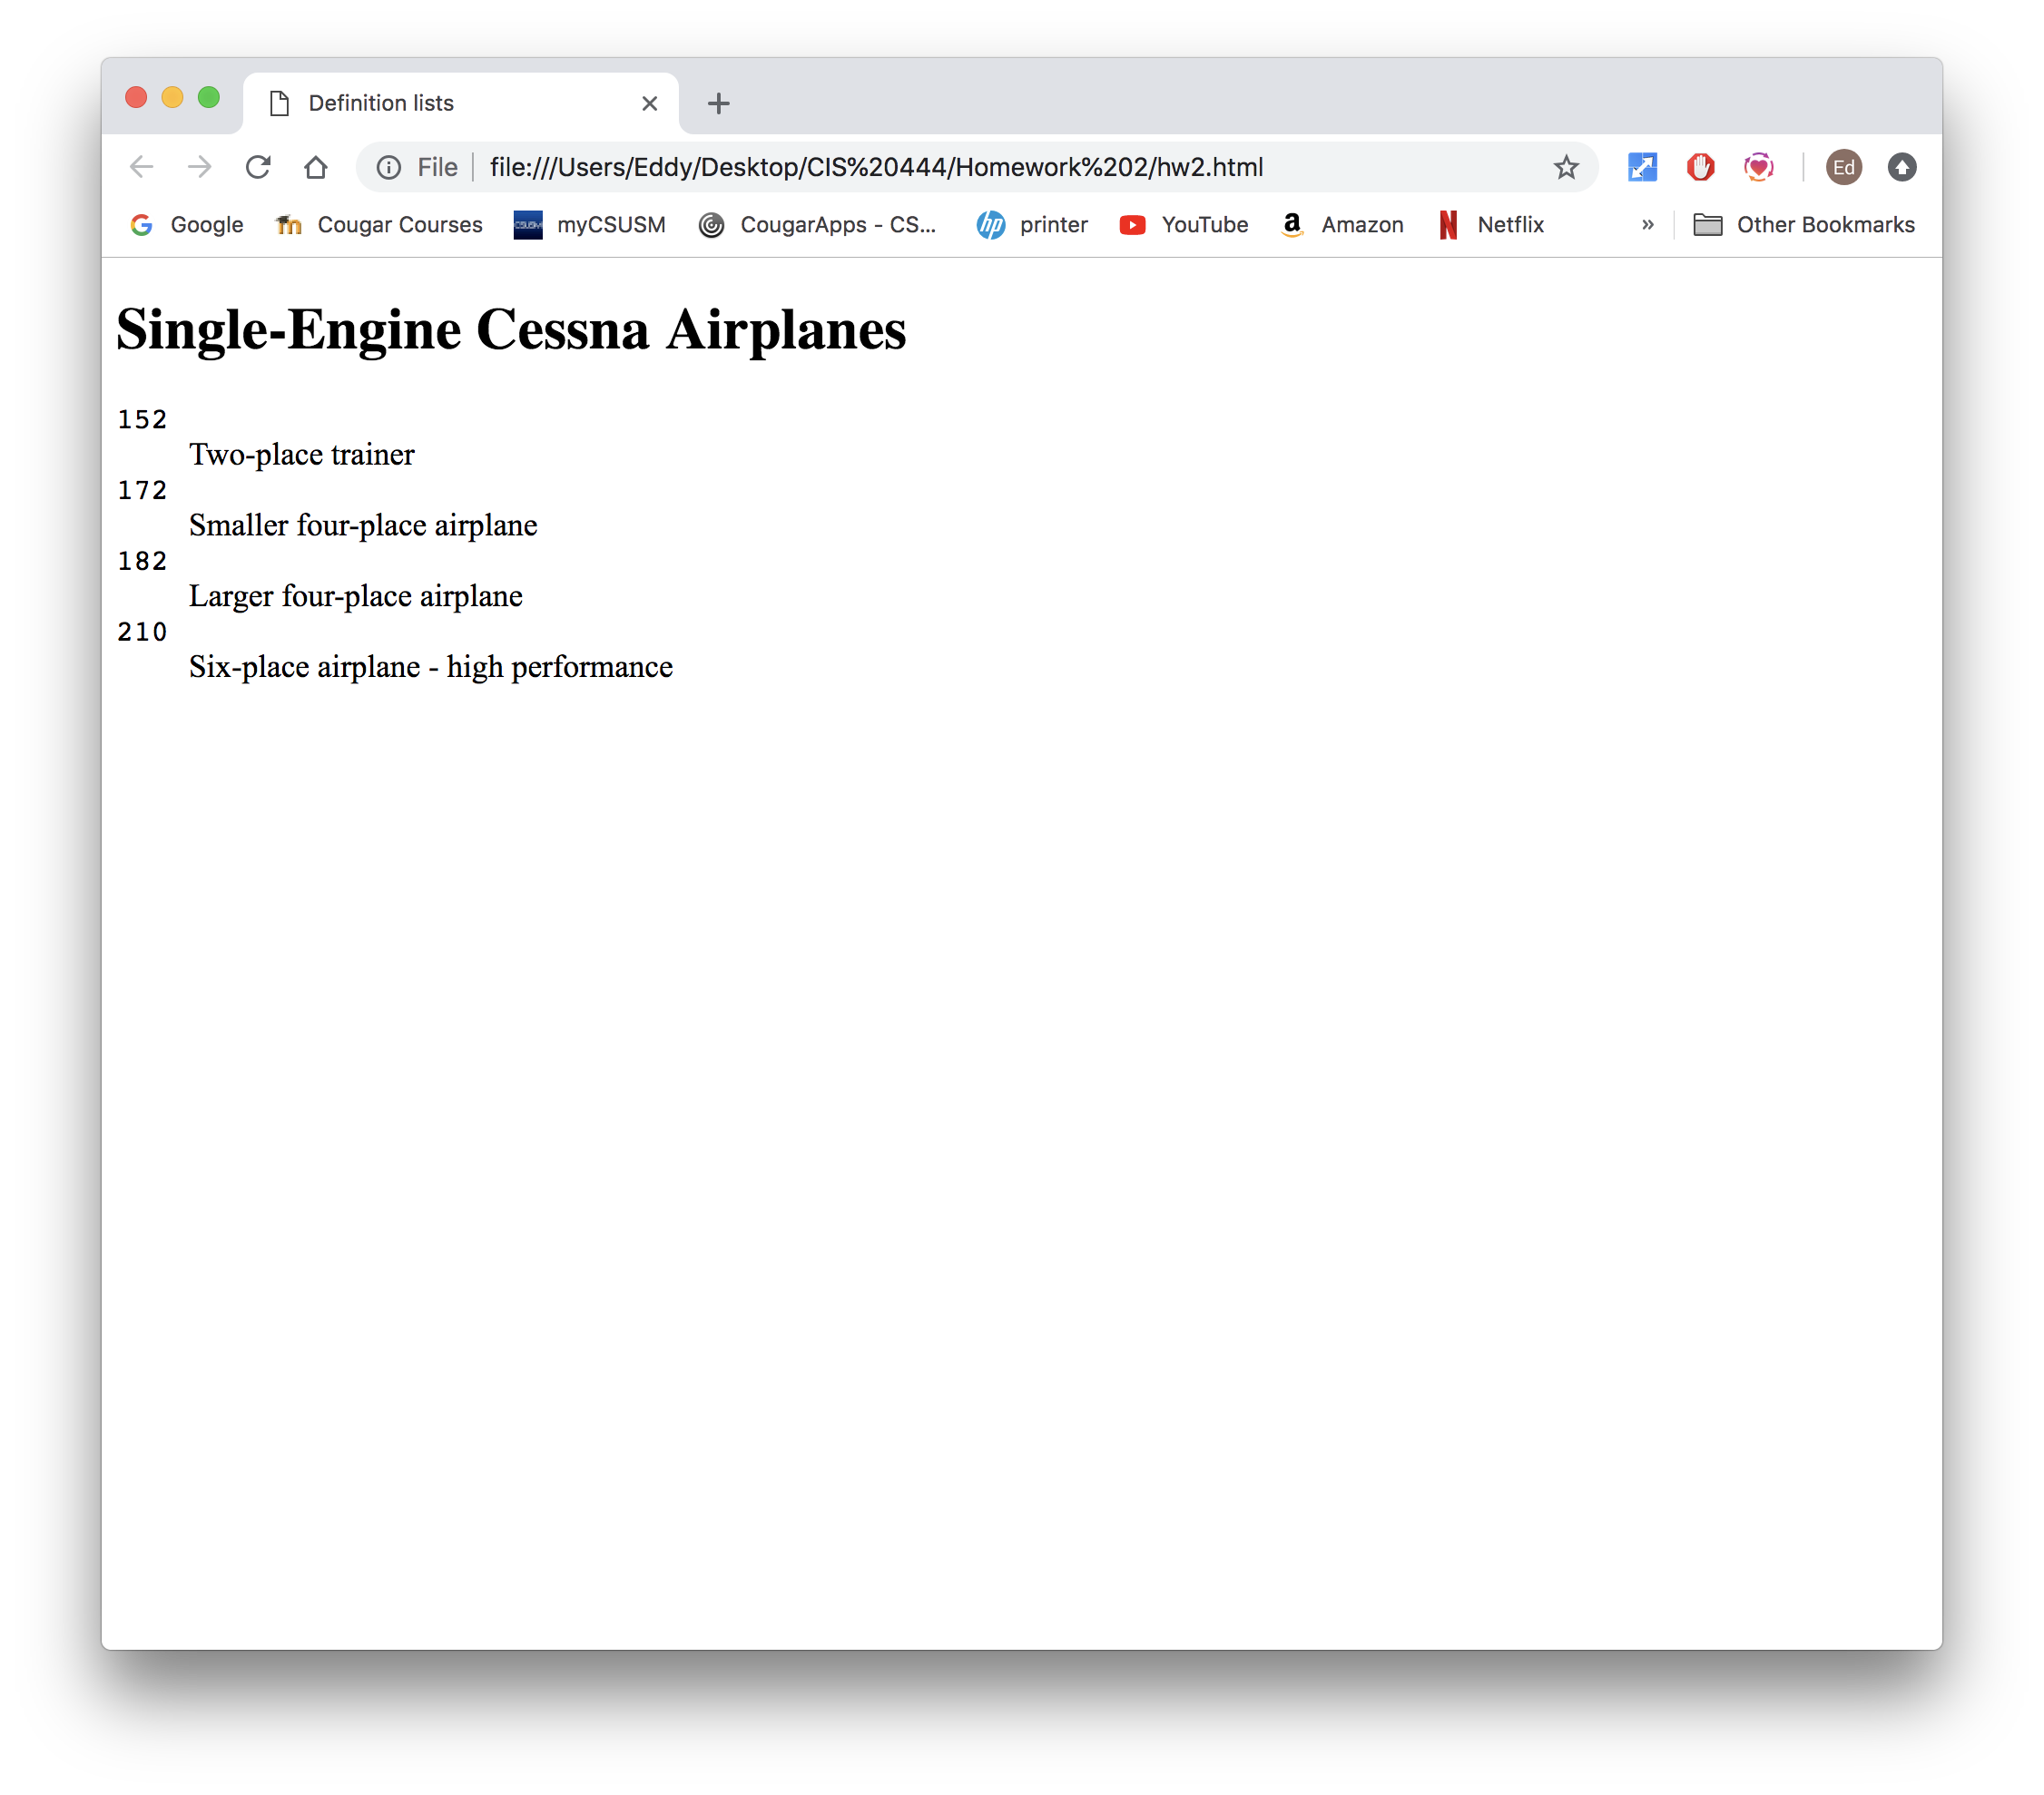 Definition lists
File file:///Users/Eddy/Desktop/CIS%20444/Homework%202/hw2.html Ed
Google Cougar Courses CSUSM myCSUSM CougarApps - CS... hp printer YouTube a Amazon N Netflix » Other Bookmarks
Single-Engine Cessna Airplanes
152
Two-place trainer
172
Smaller four-place airplane
182
Larger four-place airplane
210
Six-place airplane - high performance